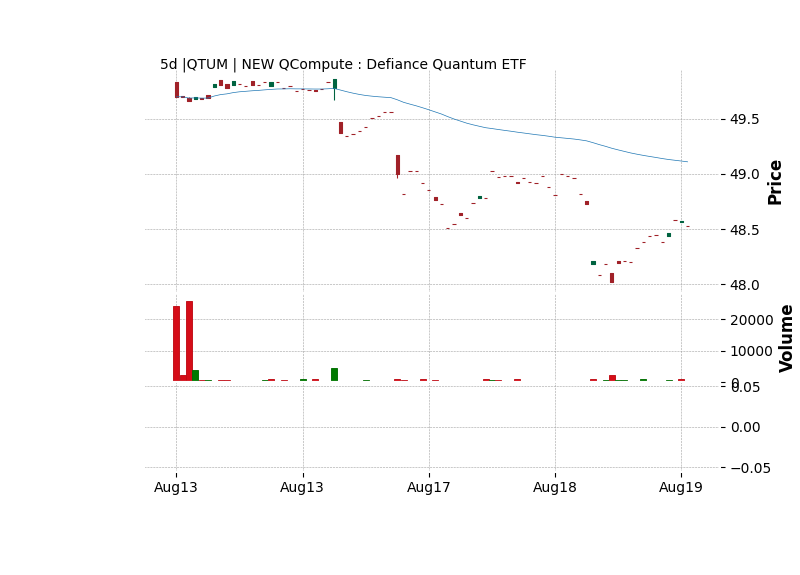 5d |QTUM | NEW QCompute : Defiance Quantum ETF
49.5
49.0
48.5
48.0
Price
20000
10000
0
Volume
0.05
0.00
−0.05
Aug13 Aug13 Aug17 Aug18 Aug19